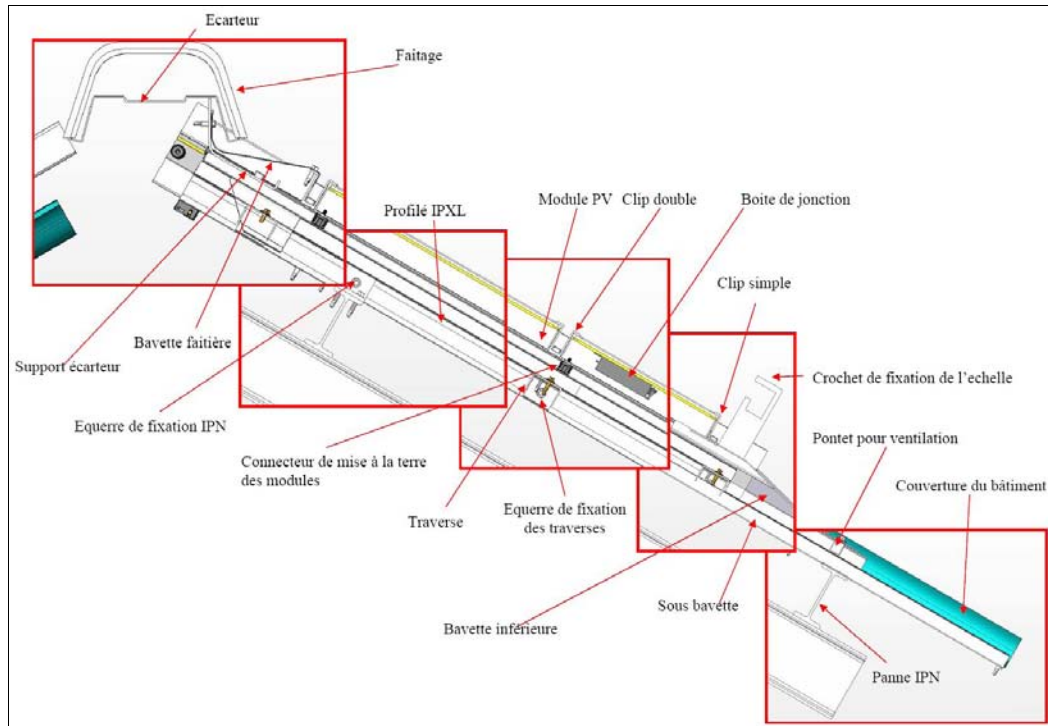 Ecarteur
Faitage
Module PV
Clip double
Boite de jonction
Profilé IPXL
Clip simple
Bavette faitière
Support écarteur
Crochet de fixation de l'echelle
Equerre de fixation IPN
Pontet pour ventilation
Connecteur de mise à la terre
des modules
Couverture du bâtiment
Traverse
Equerre de fixation
des traverses
Sous bavette
Bavette inférieure
Panne IPN